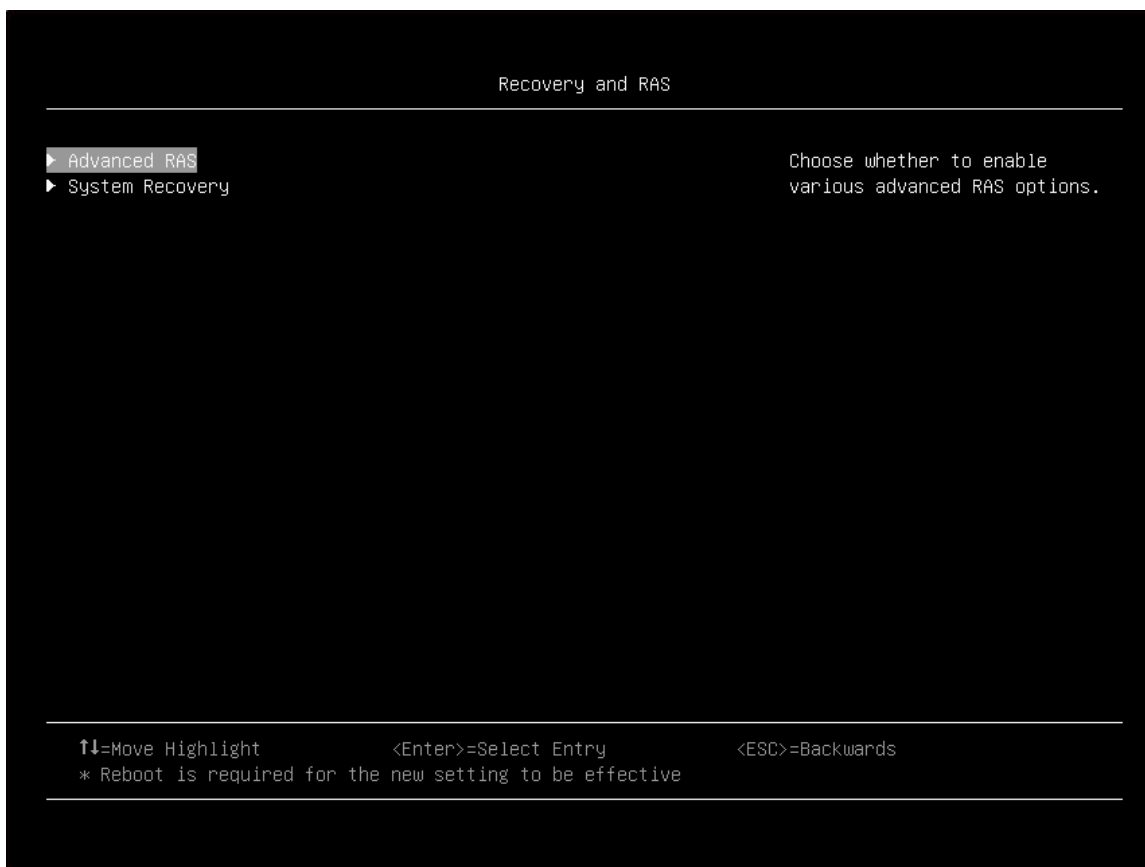 Recovery and RAS
▶ Advanced RAS
▶ System Recovery
Choose whether to enable
various advanced RAS options.
↑↓=Move Highlight <Enter>=Select Entry <ESC>=Backwards
* Reboot is required for the new setting to be effective